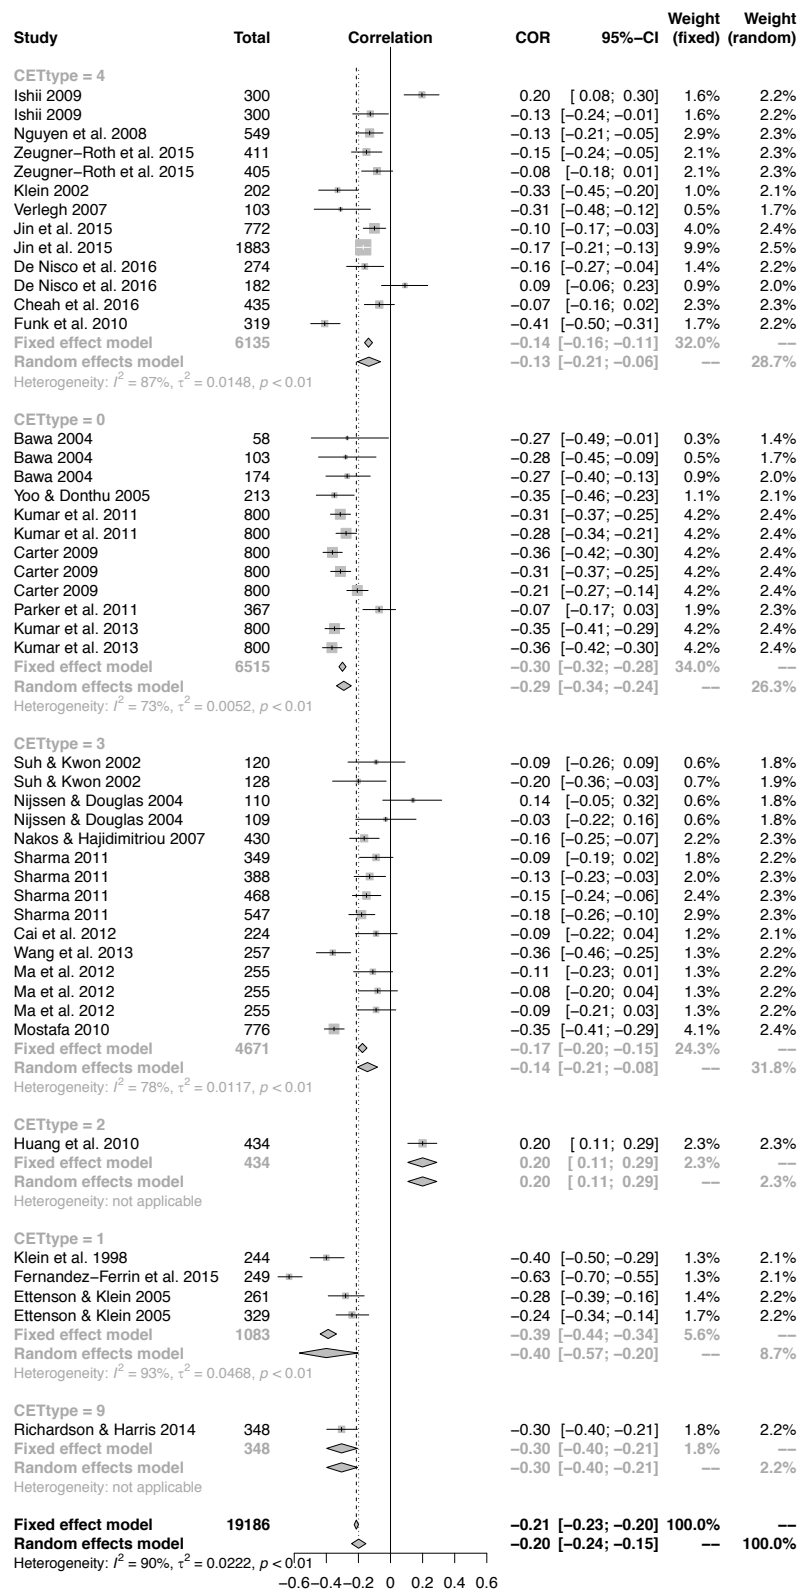 Weight Weight
Study Total Correlation COR 95%−CI (fixed) (random)
CETtype = 4
Ishii 2009 300 0.20 [ 0.08; 0.30] 1.6% 2.2%
Ishii 2009 300 −0.13 [−0.24; −0.01] 1.6% 2.2%
Nguyen et al. 2008 549 −0.13 [−0.21; −0.05] 2.9% 2.3%
Zeugner−Roth et al. 2015 411 −0.15 [−0.24; −0.05] 2.1% 2.3%
Zeugner−Roth et al. 2015 405 −0.08 [−0.18; 0.01] 2.1% 2.3%
Klein 2002 202 −0.33 [−0.45; −0.20] 1.0% 2.1%
Verlegh 2007 103 −0.31 [−0.48; −0.12] 0.5% 1.7%
Jin et al. 2015 772 −0.10 [−0.17; −0.03] 4.0% 2.4%
Jin et al. 2015 1883 −0.17 [−0.21; −0.13] 9.9% 2.5%
De Nisco et al. 2016 274 −0.16 [−0.27; −0.04] 1.4% 2.2%
De Nisco et al. 2016 182 0.09 [−0.06; 0.23] 0.9% 2.0%
Cheah et al. 2016 435 −0.07 [−0.16; 0.02] 2.3% 2.3%
Funk et al. 2010 319 −0.41 [−0.50; −0.31] 1.7% 2.2%
Fixed effect model 6135 −0.14 [−0.16; −0.11] 32.0% −−
Random effects model −0.13 [−0.21; −0.06] −− 28.7%
Heterogeneity: I² = 87%, τ² = 0.0148, p < 0.01
CETtype = 0
Bawa 2004 58 −0.27 [−0.49; −0.01] 0.3% 1.4%
Bawa 2004 103 −0.28 [−0.45; −0.09] 0.5% 1.7%
Bawa 2004 174 −0.27 [−0.40; −0.13] 0.9% 2.0%
Yoo & Donthu 2005 213 −0.35 [−0.46; −0.23] 1.1% 2.1%
Kumar et al. 2011 800 −0.31 [−0.37; −0.25] 4.2% 2.4%
Kumar et al. 2011 800 −0.28 [−0.34; −0.21] 4.2% 2.4%
Carter 2009 800 −0.36 [−0.42; −0.30] 4.2% 2.4%
Carter 2009 800 −0.31 [−0.37; −0.25] 4.2% 2.4%
Carter 2009 800 −0.21 [−0.27; −0.14] 4.2% 2.4%
Parker et al. 2011 367 −0.07 [−0.17; 0.03] 1.9% 2.3%
Kumar et al. 2013 800 −0.35 [−0.41; −0.29] 4.2% 2.4%
Kumar et al. 2013 800 −0.36 [−0.42; −0.30] 4.2% 2.4%
Fixed effect model 6515 −0.30 [−0.32; −0.28] 34.0% −−
Random effects model −0.29 [−0.34; −0.24] −− 26.3%
Heterogeneity: I² = 73%, τ² = 0.0052, p < 0.01
CETtype = 3
Suh & Kwon 2002 120 −0.09 [−0.26; 0.09] 0.6% 1.8%
Suh & Kwon 2002 128 −0.20 [−0.36; −0.03] 0.7% 1.9%
Nijssen & Douglas 2004 110 0.14 [−0.05; 0.32] 0.6% 1.8%
Nijssen & Douglas 2004 109 −0.03 [−0.22; 0.16] 0.6% 1.8%
Nakos & Hajidimitriou 2007 430 −0.16 [−0.25; −0.07] 2.2% 2.3%
Sharma 2011 349 −0.09 [−0.19; 0.02] 1.8% 2.2%
Sharma 2011 388 −0.13 [−0.23; −0.03] 2.0% 2.3%
Sharma 2011 468 −0.15 [−0.24; −0.06] 2.4% 2.3%
Sharma 2011 547 −0.18 [−0.26; −0.10] 2.9% 2.3%
Cai et al. 2012 224 −0.09 [−0.22; 0.04] 1.2% 2.1%
Wang et al. 2013 257 −0.36 [−0.46; −0.25] 1.3% 2.2%
Ma et al. 2012 255 −0.11 [−0.23; 0.01] 1.3% 2.2%
Ma et al. 2012 255 −0.08 [−0.20; 0.04] 1.3% 2.2%
Ma et al. 2012 255 −0.09 [−0.21; 0.03] 1.3% 2.2%
Mostafa 2010 776 −0.35 [−0.41; −0.29] 4.1% 2.4%
Fixed effect model 4671 −0.17 [−0.20; −0.15] 24.3% −−
Random effects model −0.14 [−0.21; −0.08] −− 31.8%
Heterogeneity: I² = 78%, τ² = 0.0117, p < 0.01
CETtype = 2
Huang et al. 2010 434 0.20 [ 0.11; 0.29] 2.3% 2.3%
Fixed effect model 434 0.20 [ 0.11; 0.29] 2.3% −−
Random effects model 0.20 [ 0.11; 0.29] −− 2.3%
Heterogeneity: not applicable
CETtype = 1
Klein et al. 1998 244 −0.40 [−0.50; −0.29] 1.3% 2.1%
Fernandez−Ferrin et al. 2015 249 −0.63 [−0.70; −0.55] 1.3% 2.1%
Ettenson & Klein 2005 261 −0.28 [−0.39; −0.16] 1.4% 2.2%
Ettenson & Klein 2005 329 −0.24 [−0.34; −0.14] 1.7% 2.2%
Fixed effect model 1083 −0.39 [−0.44; −0.34] 5.6% −−
Random effects model −0.40 [−0.57; −0.20] −− 8.7%
Heterogeneity: I² = 93%, τ² = 0.0468, p < 0.01
CETtype = 9
Richardson & Harris 2014 348 −0.30 [−0.40; −0.21] 1.8% 2.2%
Fixed effect model 348 −0.30 [−0.40; −0.21] 1.8% −−
Random effects model −0.30 [−0.40; −0.21] −− 2.2%
Heterogeneity: not applicable
Fixed effect model 19186 −0.21 [−0.23; −0.20] 100.0% −−
Random effects model −0.20 [−0.24; −0.15] −− 100.0%
Heterogeneity: I² = 90%, τ² = 0.0222, p < 0.01
−0.6 −0.4 −0.2 0 0.2 0.4 0.6